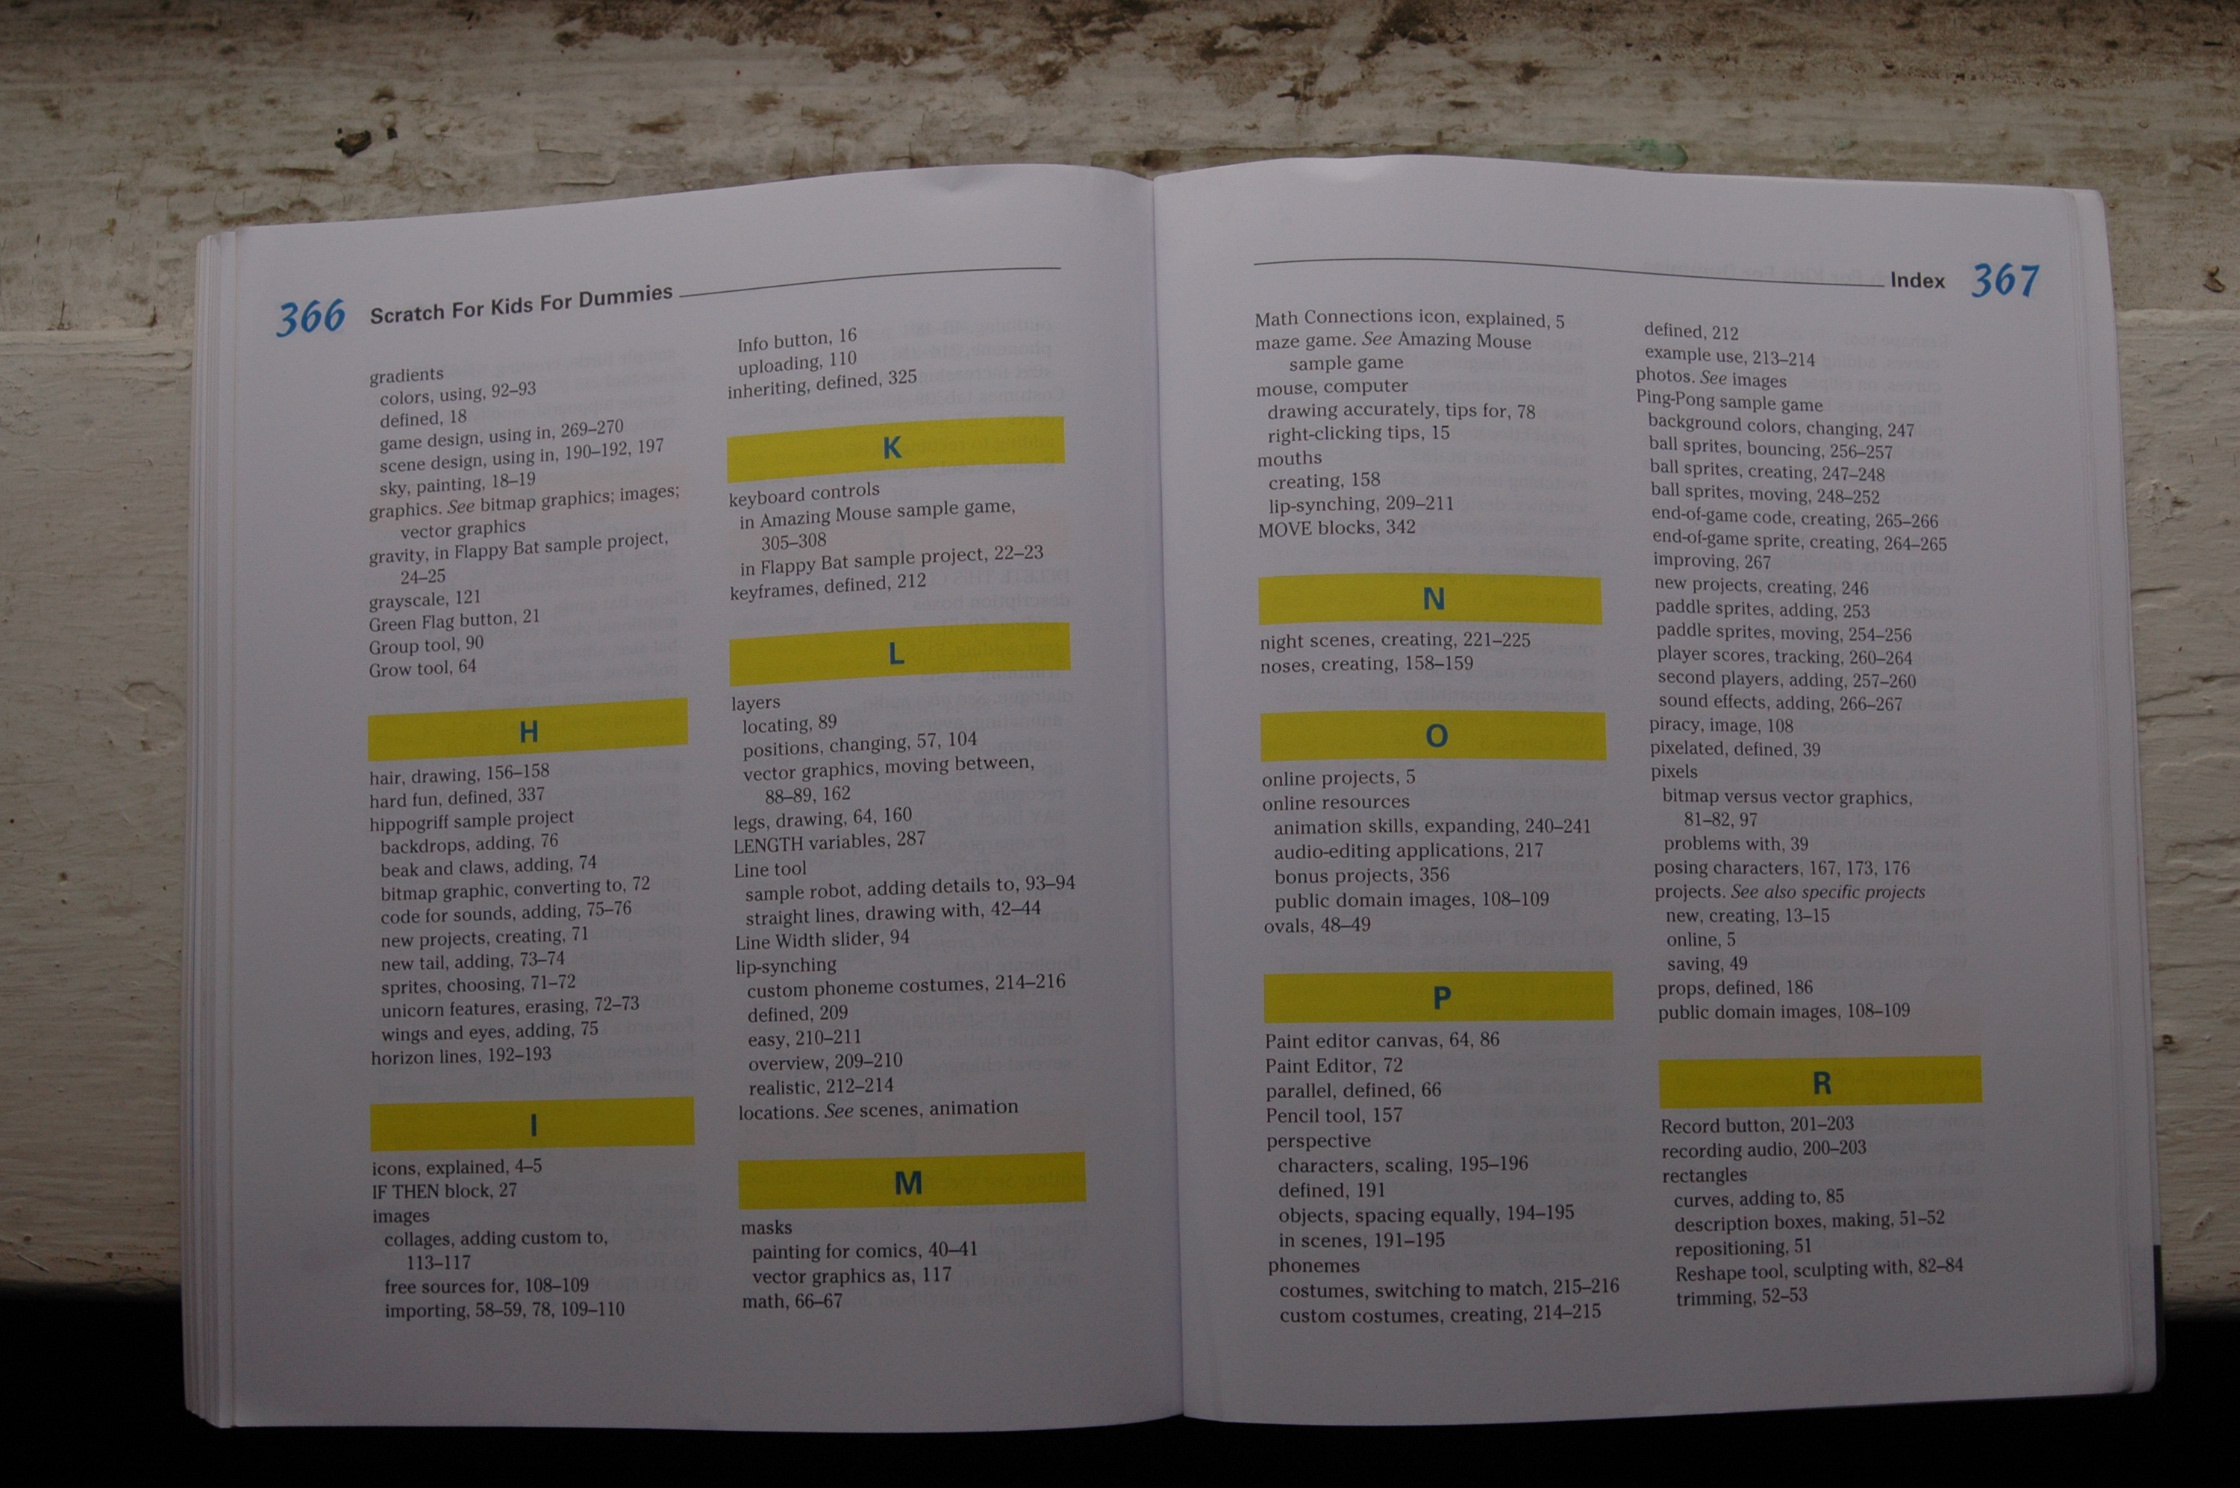 366 Scratch For Kids For Dummies
gradients
colors, using, 92–93
defined, 18
game design, using in, 269–270
scene design, using in, 190–192, 197
sky, painting, 18–19
graphics. See bitmap graphics; images;
vector graphics
gravity, in Flappy Bat sample project,
24–25
grayscale, 121
Green Flag button, 21
Group tool, 90
Grow tool, 64
H
hair, drawing, 156–158
hard fun, defined, 337
hippogriff sample project
backdrops, adding, 76
beak and claws, adding, 74
bitmap graphic, converting to, 72
code for sounds, adding, 75–76
new projects, creating, 71
new tail, adding, 73–74
sprites, choosing, 71–72
unicorn features, erasing, 72–73
wings and eyes, adding, 75
horizon lines, 192–193
I
icons, explained, 4–5
IF THEN block, 27
images
collages, adding custom to,
113–117
free sources for, 108–109
importing, 58–59, 78, 109–110
Info button, 16
uploading, 110
inheriting, defined, 325
K
keyboard controls
in Amazing Mouse sample game,
305–308
in Flappy Bat sample project, 22–23
keyframes, defined, 212
L
layers
locating, 89
positions, changing, 57, 104
vector graphics, moving between,
88–89, 162
legs, drawing, 64, 160
LENGTH variables, 287
Line tool
sample robot, adding details to, 93–94
straight lines, drawing with, 42–44
Line Width slider, 94
lip-synching
custom phoneme costumes, 214–216
defined, 209
easy, 210–211
overview, 209–210
realistic, 212–214
locations. See scenes, animation
M
masks
painting for comics, 40–41
vector graphics as, 117
math, 66–67
Index 367
Math Connections icon, explained, 5
maze game. See Amazing Mouse
sample game
mouse, computer
drawing accurately, tips for, 78
right-clicking tips, 15
mouths
creating, 158
lip-synching, 209–211
MOVE blocks, 342
N
night scenes, creating, 221–225
noses, creating, 158–159
O
online projects, 5
online resources
animation skills, expanding, 240–241
audio-editing applications, 217
bonus projects, 356
public domain images, 108–109
ovals, 48–49
P
Paint editor canvas, 64, 86
Paint Editor, 72
parallel, defined, 66
Pencil tool, 157
perspective
characters, scaling, 195–196
defined, 191
objects, spacing equally, 194–195
in scenes, 191–195
phonemes
costumes, switching to match, 215–216
custom costumes, creating, 214–215
defined, 212
example use, 213–214
photos. See images
Ping-Pong sample game
background colors, changing, 247
ball sprites, bouncing, 256–257
ball sprites, creating, 247–248
ball sprites, moving, 248–252
end-of-game code, creating, 265–266
end-of-game sprite, creating, 264–265
improving, 267
new projects, creating, 246
paddle sprites, adding, 253
paddle sprites, moving, 254–256
player scores, tracking, 260–264
second players, adding, 257–260
sound effects, adding, 266–267
piracy, image, 108
pixelated, defined, 39
pixels
bitmap versus vector graphics,
81–82, 97
problems with, 39
posing characters, 167, 173, 176
projects. See also specific projects
new, creating, 13–15
online, 5
saving, 49
props, defined, 186
public domain images, 108–109
R
Record button, 201–203
recording audio, 200–203
rectangles
curves, adding to, 85
description boxes, making, 51–52
repositioning, 51
Reshape tool, sculpting with, 82–84
trimming, 52–53